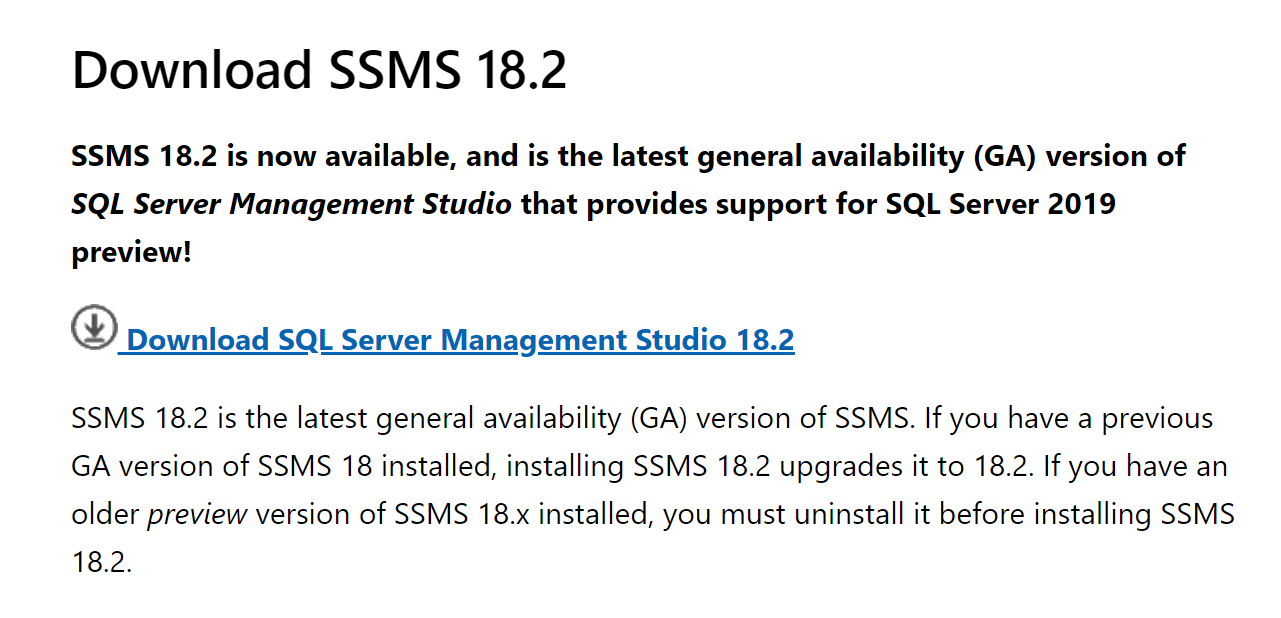 Download SSMS 18.2
SSMS 18.2 is now available, and is the latest general availability (GA) version of
SQL Server Management Studio that provides support for SQL Server 2019
preview!
Download SQL Server Management Studio 18.2
SSMS 18.2 is the latest general availability (GA) version of SSMS. If you have a previous
GA version of SSMS 18 installed, installing SSMS 18.2 upgrades it to 18.2. If you have an
older preview version of SSMS 18.x installed, you must uninstall it before installing SSMS
18.2.